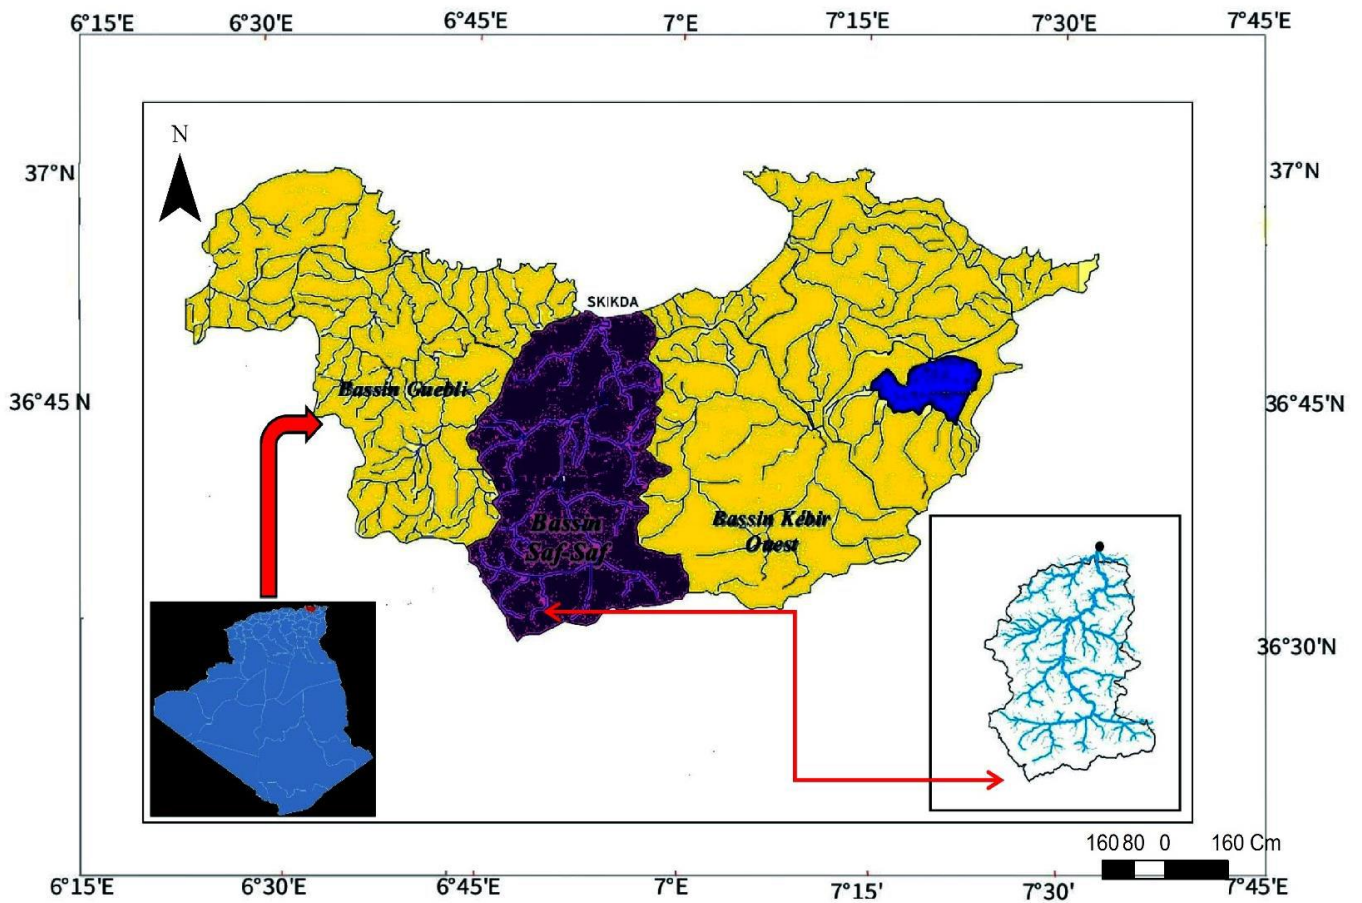 6°15'E 6°30'E 6°45'E 7°E 7°15'E 7°30'E 7°45'E
N
37°N 37°N
SKIKDA
Bassin Guebli
36°45 N 36°45'N
Bassin
Saf-Saf
Bassin Kébir
Ouest
36°30'N
160 80 0 160 Cm
6°15'E 6°30'E 6°45'E 7°E 7°15' 7°30' 7°45'E